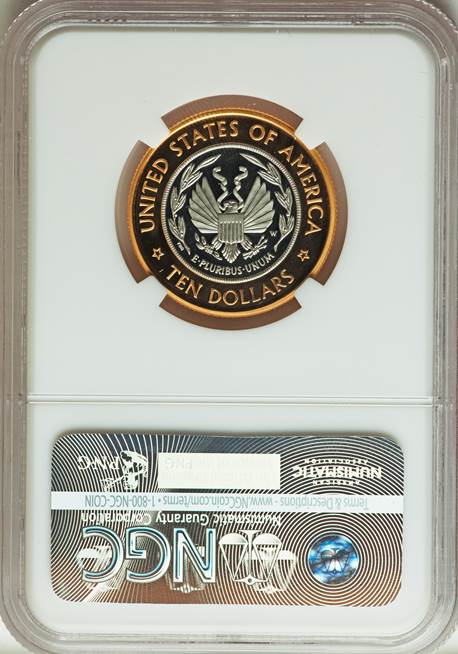 UNITED STATES OF AMERICA
E·PLURIBUS·UNUM
W
☆ TEN DOLLARS ☆
NGC
Numismatic Guaranty Corporation
Terms & Descriptions - www.NGCcoin.com/terms • 1-800-NGC-COIN
NUMISMATIC
PNG